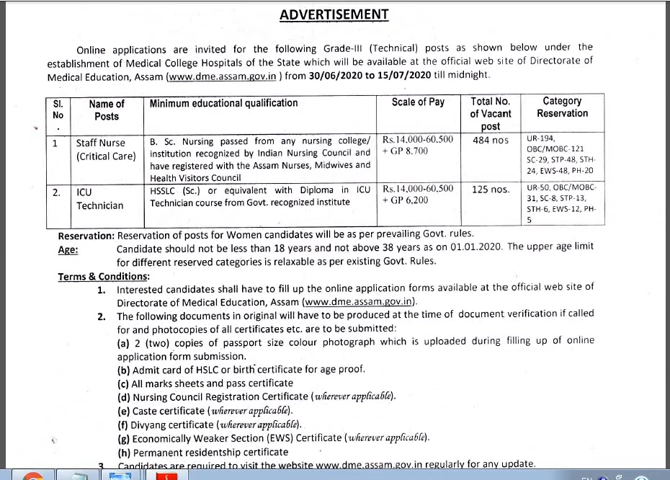 ADVERTISEMENT
Online applications are invited for the following Grade-III (Technical) posts as shown below under the
establishment of Medical College Hospitals of the State which will be available at the official web site of Directorate of
Medical Education, Assam (www.dme.assam.gov.in ) from 30/06/2020 to 15/07/2020 till midnight.
Sl. No . Name of Posts Minimum educational qualification Scale of Pay Total No. of Vacant post Category Reservation
1 Staff Nurse (Critical Care) B. Sc. Nursing passed from any nursing college/ institution recognized by Indian Nursing Council and have registered with the Assam Nurses, Midwives and Health Visitors Council Rs.14,000-60,500 + GP 8,700 484 nos UR-194, OBC/MOBC-121 SC-29, STP-48, STH-24, EWS-48, PH-20
2. ICU Technician HSSLC (Sc.) or equivalent with Diploma in ICU Technician course from Govt. recognized institute Rs.14,000-60,500 + GP 6,200 125 nos. UR-50, OBC/MOBC-31, SC-8, STP-13, STH-6, EWS-12, PH-5
Reservation: Reservation of posts for Women candidates will be as per prevailing Govt. rules.
Age: Candidate should not be less than 18 years and not above 38 years as on 01.01.2020. The upper age limit
for different reserved categories is relaxable as per existing Govt. Rules.
Terms & Conditions:
1. Interested candidates shall have to fill up the online application forms available at the official web site of
Directorate of Medical Education, Assam (www.dme.assam.gov.in).
2. The following documents in original will have to be produced at the time of document verification if called
for and photocopies of all certificates etc. are to be submitted:
(a) 2 (two) copies of passport size colour photograph which is uploaded during filling up of online
application form submission.
(b) Admit card of HSLC or birth certificate for age proof.
(c) All marks sheets and pass certificate
(d) Nursing Council Registration Certificate (wherever applicable).
(e) Caste certificate (wherever applicable).
(f) Divyang certificate (wherever applicable).
(g) Economically Weaker Section (EWS) Certificate (wherever applicable).
(h) Permanent residentship certificate
3. Candidates are required to visit the website www.dme.assam.gov.in regularly for any update.